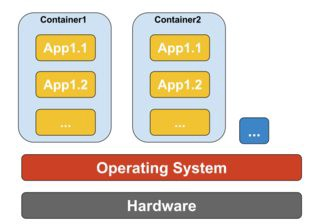 Container1
App1.1
App1.2
...
Container2
App1.1
App1.2
...
...
Operating System
Hardware